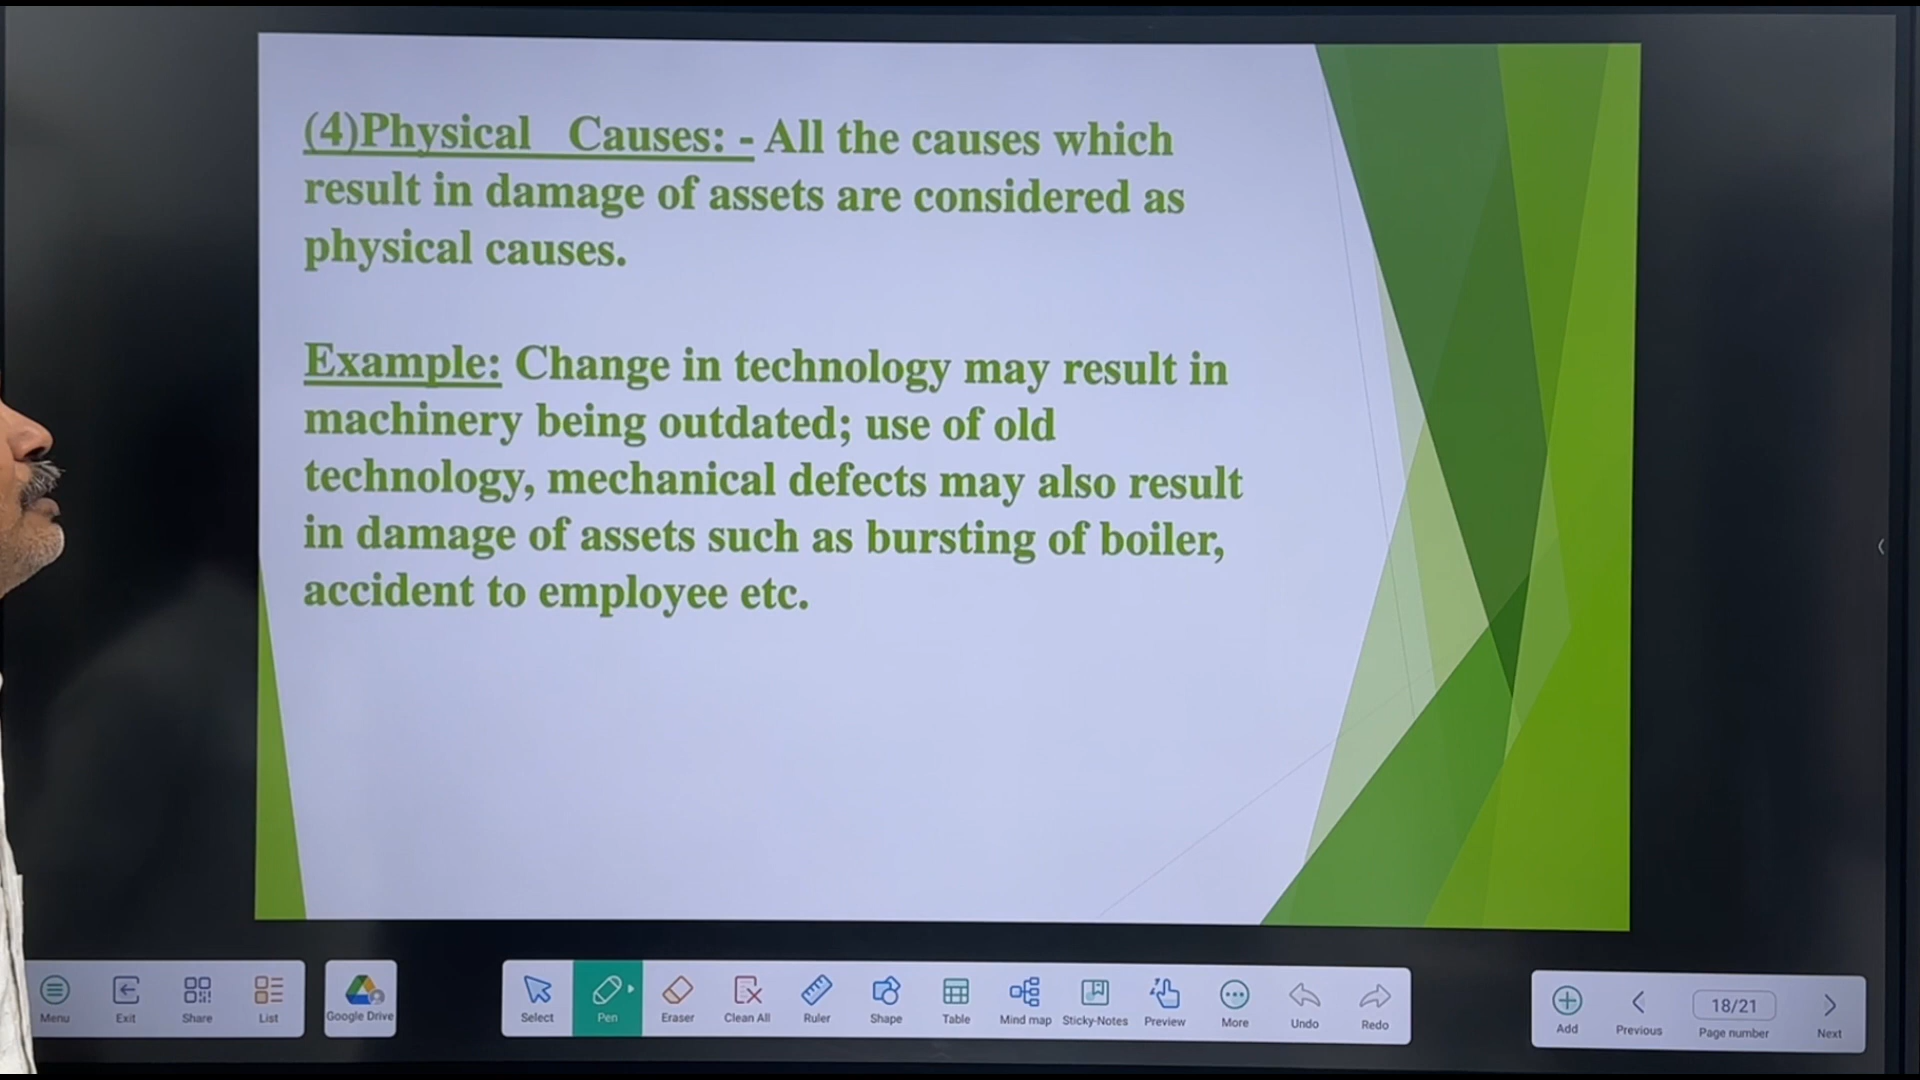 (4)Physical Causes: - All the causes which
result in damage of assets are considered as
physical causes.
Example: Change in technology may result in
machinery being outdated; use of old
technology, mechanical defects may also result
in damage of assets such as bursting of boiler,
accident to employee etc.
Menu Exit Share List Google Drive Select Pen Eraser Clean All Ruler Shape Table Mind map Sticky-Notes Preview More Undo Redo Add Previous 18/21 Page number Next